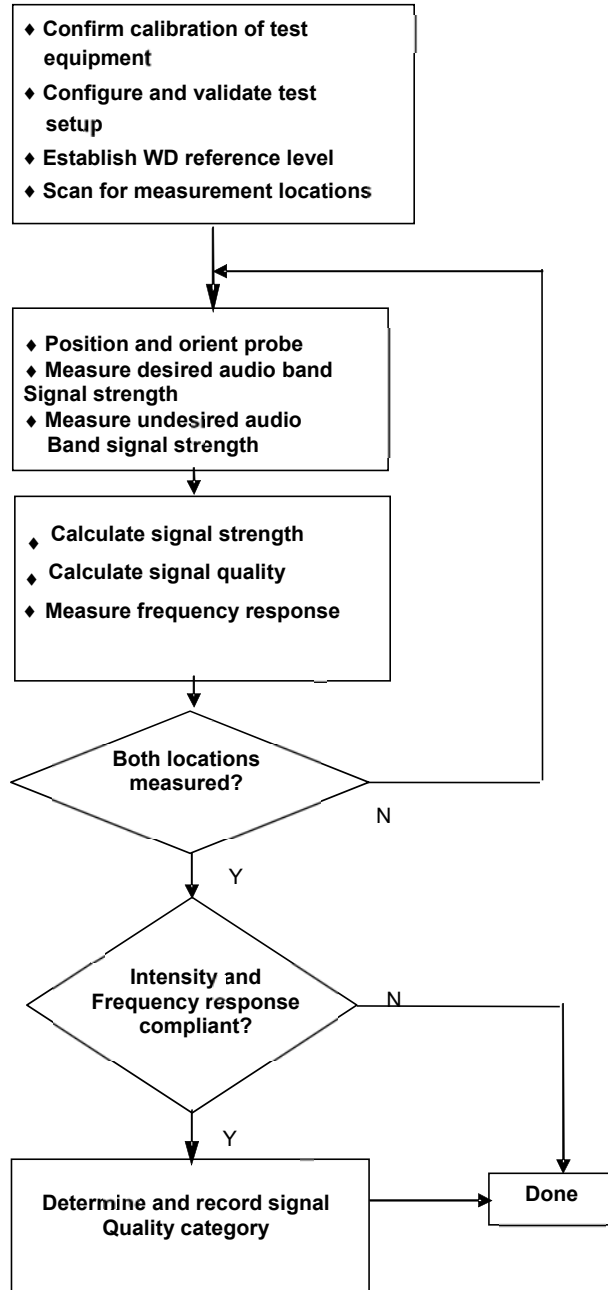 ♦ Confirm calibration of test
equipment
♦ Configure and validate test
setup
♦ Establish WD reference level
♦ Scan for measurement locations
♦ Position and orient probe
♦ Measure desired audio band
Signal strength
♦ Measure undesired audio
Band signal strength
♦ Calculate signal strength
♦ Calculate signal quality
♦ Measure frequency response
Both locations
measured?
N
Y
Intensity and
Frequency response
compliant?
N
Y
Determine and record signal
Quality category
Done